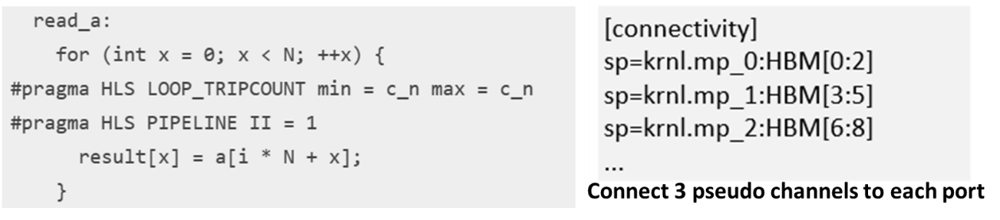 read_a:
for (int x = 0; x < N; ++x) {
#pragma HLS LOOP_TRIPCOUNT min = c_n max = c_n
#pragma HLS PIPELINE II = 1
result[x] = a[i * N + x];
}
[connectivity]
sp=krnl.mp_0:HBM[0:2]
sp=krnl.mp_1:HBM[3:5]
sp=krnl.mp_2:HBM[6:8]
...
Connect 3 pseudo channels to each port